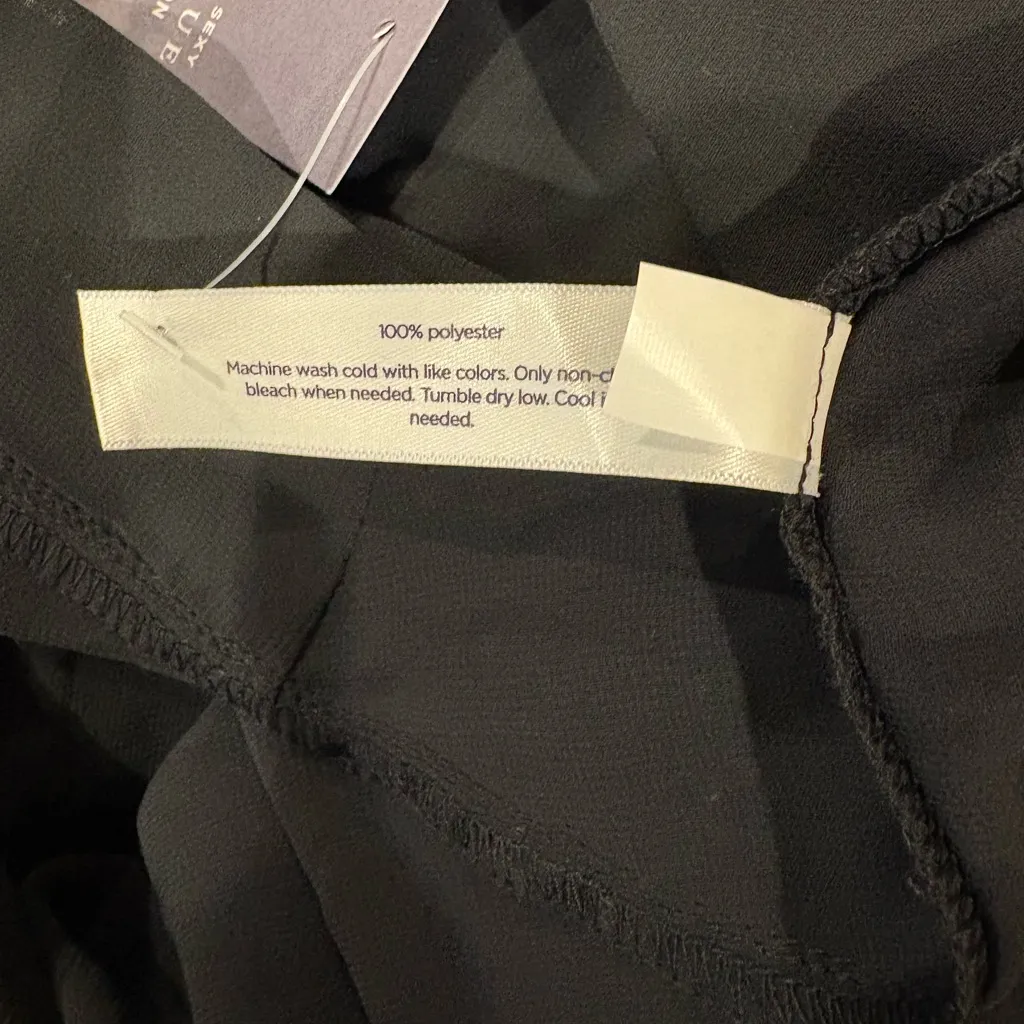 SEXY
UE
N
100% polyester
Machine wash cold with like colors. Only non-c
bleach when needed. Tumble dry low. Cool
needed.